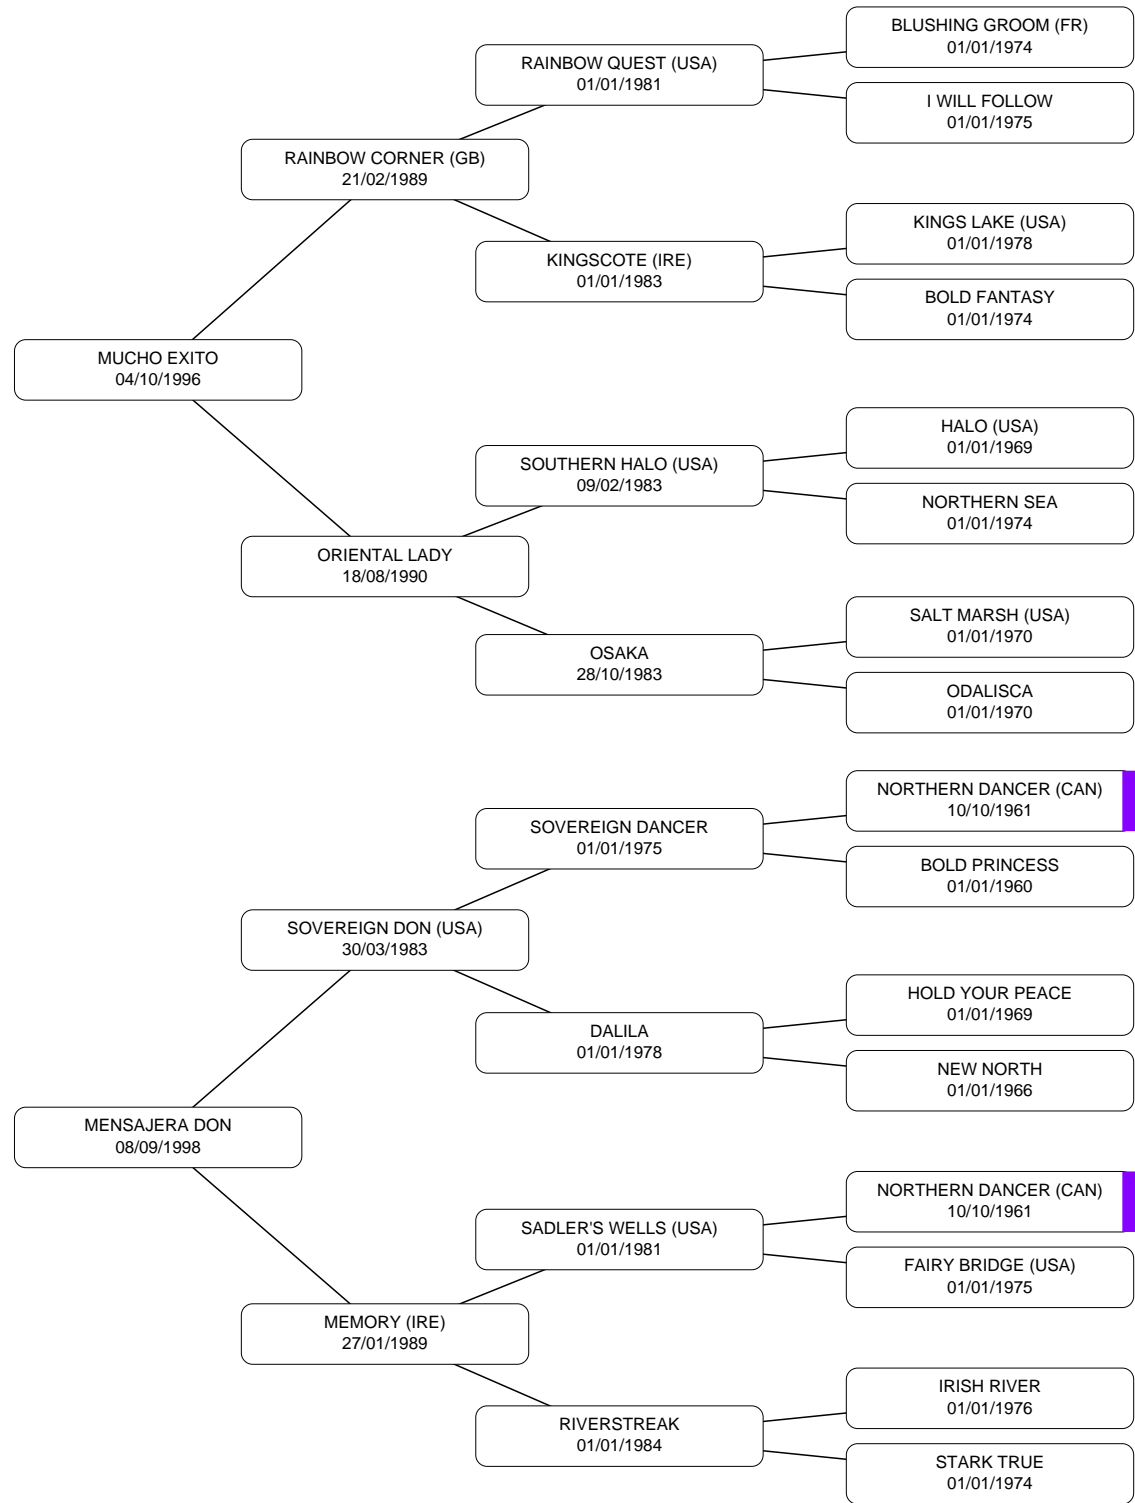 BLUSHING GROOM (FR)
01/01/1974
RAINBOW QUEST (USA)
01/01/1981
I WILL FOLLOW
01/01/1975
RAINBOW CORNER (GB)
21/02/1989
KINGS LAKE (USA)
01/01/1978
KINGSCOTE (IRE)
01/01/1983
BOLD FANTASY
01/01/1974
MUCHO EXITO
04/10/1996
HALO (USA)
01/01/1969
SOUTHERN HALO (USA)
09/02/1983
NORTHERN SEA
01/01/1974
ORIENTAL LADY
18/08/1990
SALT MARSH (USA)
01/01/1970
OSAKA
28/10/1983
ODALISCA
01/01/1970
NORTHERN DANCER (CAN)
10/10/1961
SOVEREIGN DANCER
01/01/1975
BOLD PRINCESS
01/01/1960
SOVEREIGN DON (USA)
30/03/1983
HOLD YOUR PEACE
01/01/1969
DALILA
01/01/1978
NEW NORTH
01/01/1966
MENSAJERA DON
08/09/1998
NORTHERN DANCER (CAN)
10/10/1961
SADLER'S WELLS (USA)
01/01/1981
FAIRY BRIDGE (USA)
01/01/1975
MEMORY (IRE)
27/01/1989
IRISH RIVER
01/01/1976
RIVERSTREAK
01/01/1984
STARK TRUE
01/01/1974